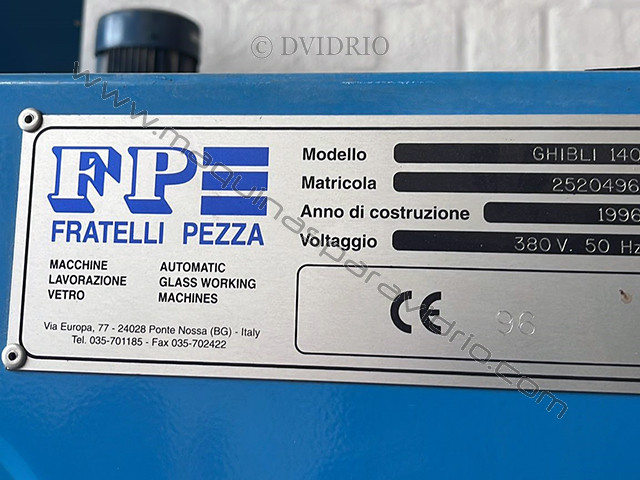 © DVIDRIO
www.maquinasparavidrio.com
FP
FRATELLI PEZZA
MACCHINE
LAVORAZIONE
VETRO
AUTOMATIC
GLASS WORKING
MACHINES
Via Europa, 77 - 24028 Ponte Nossa (BG) - Italy
Tel. 035-701185 - Fax 035-702422
Modello GHIBLI 140
Matricola 2520496
Anno di costruzione 1996
Voltaggio 380 V. 50 Hz
CE 96